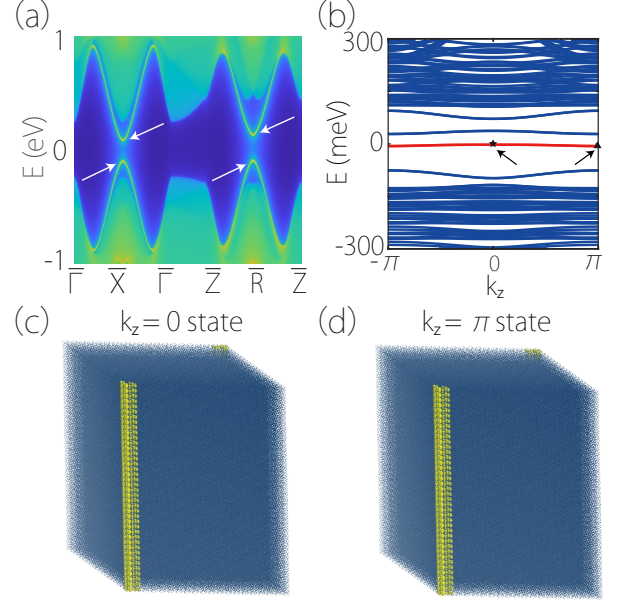 (a)
1
E (eV)
0
-1
Γ̅ X̅ Γ̅ Z̅ R̅ Z̅
(b)
300
E (meV)
0
-300
-π 0 π
k_z
(c) k_z = 0 state
(d) k_z = π state